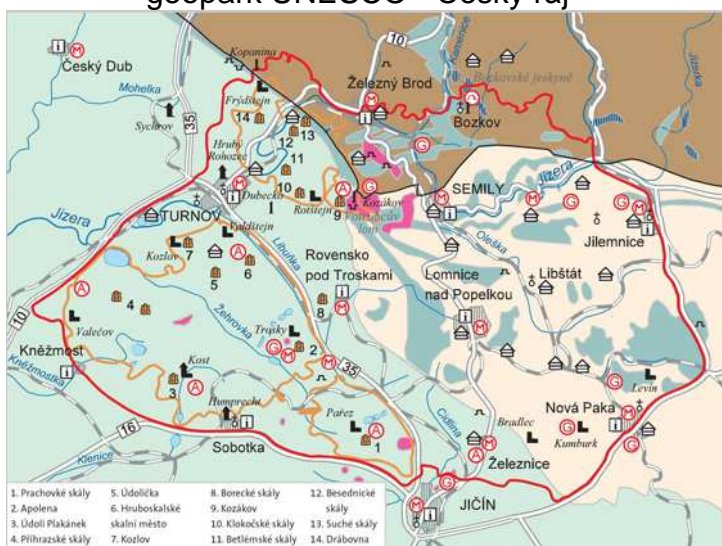 geopark UNESCO - Český ráj
10
Kopanina
Kamenice
Český Dub
Železný Brod
Bozkovské jeskyně
Jizerka
Mohelka
Frýdštejn
35
14
13
Bozkov
Sychrov
12
Hrubý
Rohozec
11
Jizera
10
SEMILY
Dubecko
Rotštejn
Kozákov
9
Votrubcův
lom
Jizera
TURNOV
Valdštejn
Oleška
Jilemnice
Kozlov
7
Libuňka
Rovensko
pod Troskami
Lomnice
nad Popelkou
Libštát
5
6
4
8
Žehrovka
Trosky
10
Valečov
2
35
Kněžmost
Kost
Levín
Kněžmostka
3
Humprecht
Pařez
Cidlina
Nová Paka
Bradlec
Kumburk
16
Sobotka
1
Železnice
Klenice
JIČÍN
1. Prachovské skály
2. Apolena
3. Údolí Plakánek
4. Příhrazské skály
5. Údolíčka
6. Hruboskalské
skalní město
7. Kozlov
8. Borecké skály
9. Kozákov
10. Klokočské skály
11. Betlémské skály
12. Besednické
skály
13. Suché skály
14. Drábovna